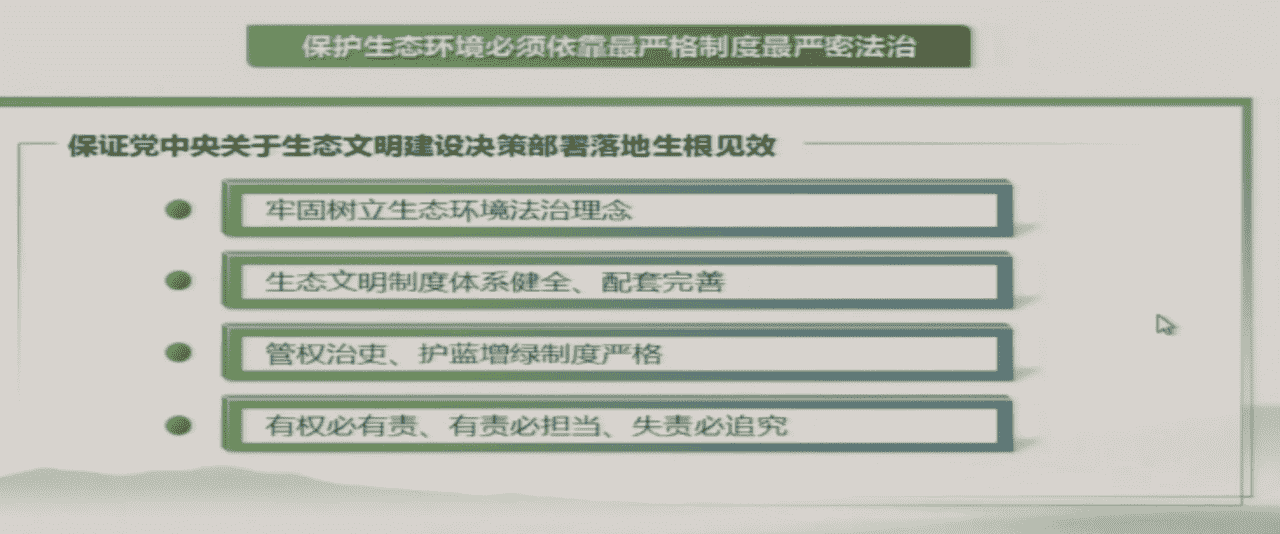 保护生态环境必须依靠最严格制度最严密法治
保证党中央关于生态文明建设决策部署落地生根见效
牢固树立生态环境法治理念
生态文明制度体系健全、配套完善
管权治吏、护蓝增绿制度严格
有权必有责、有责必担当、失责必追究